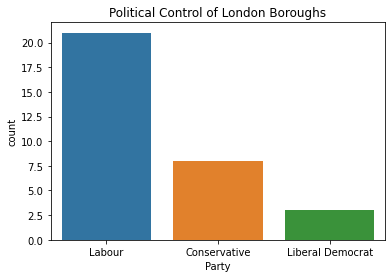 Political Control of London Boroughs
count
20.0
17.5
15.0
12.5
10.0
7.5
5.0
2.5
0.0
Labour Conservative Liberal Democrat
Party